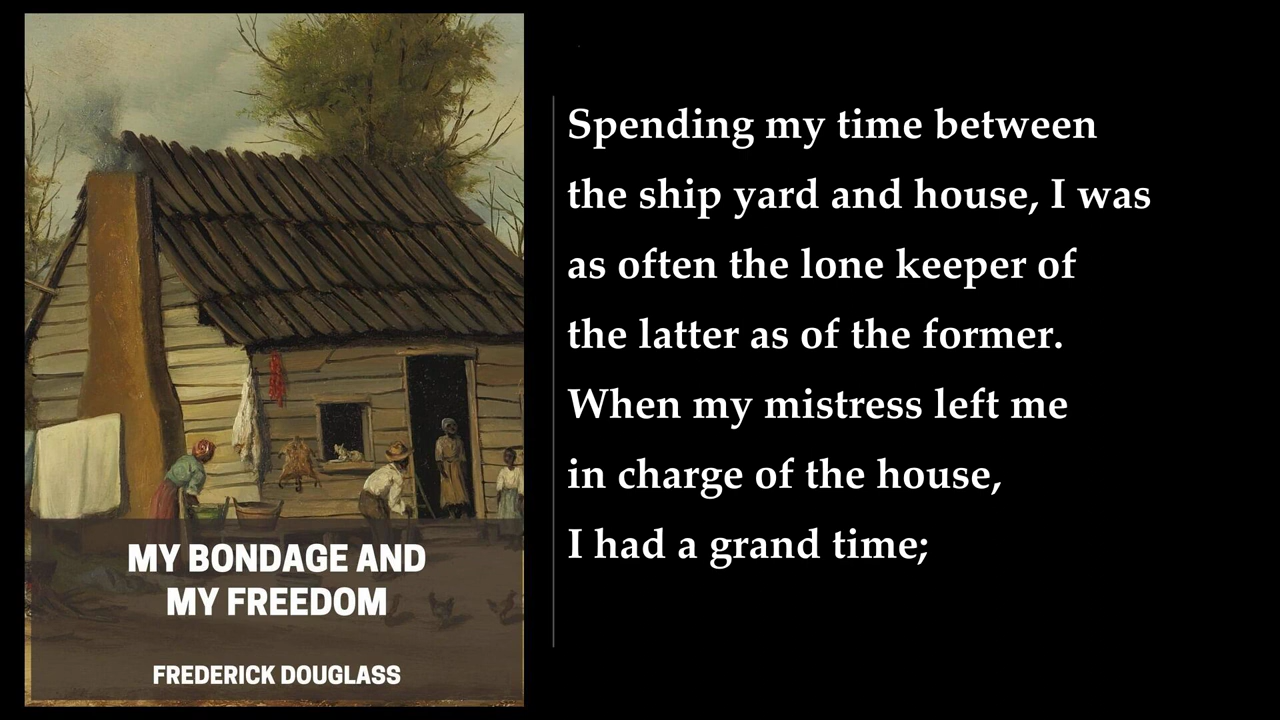 MY BONDAGE AND
MY FREEDOM
FREDERICK DOUGLASS
Spending my time between
the ship yard and house, I was
as often the lone keeper of
the latter as of the former.
When my mistress left me
in charge of the house,
I had a grand time;